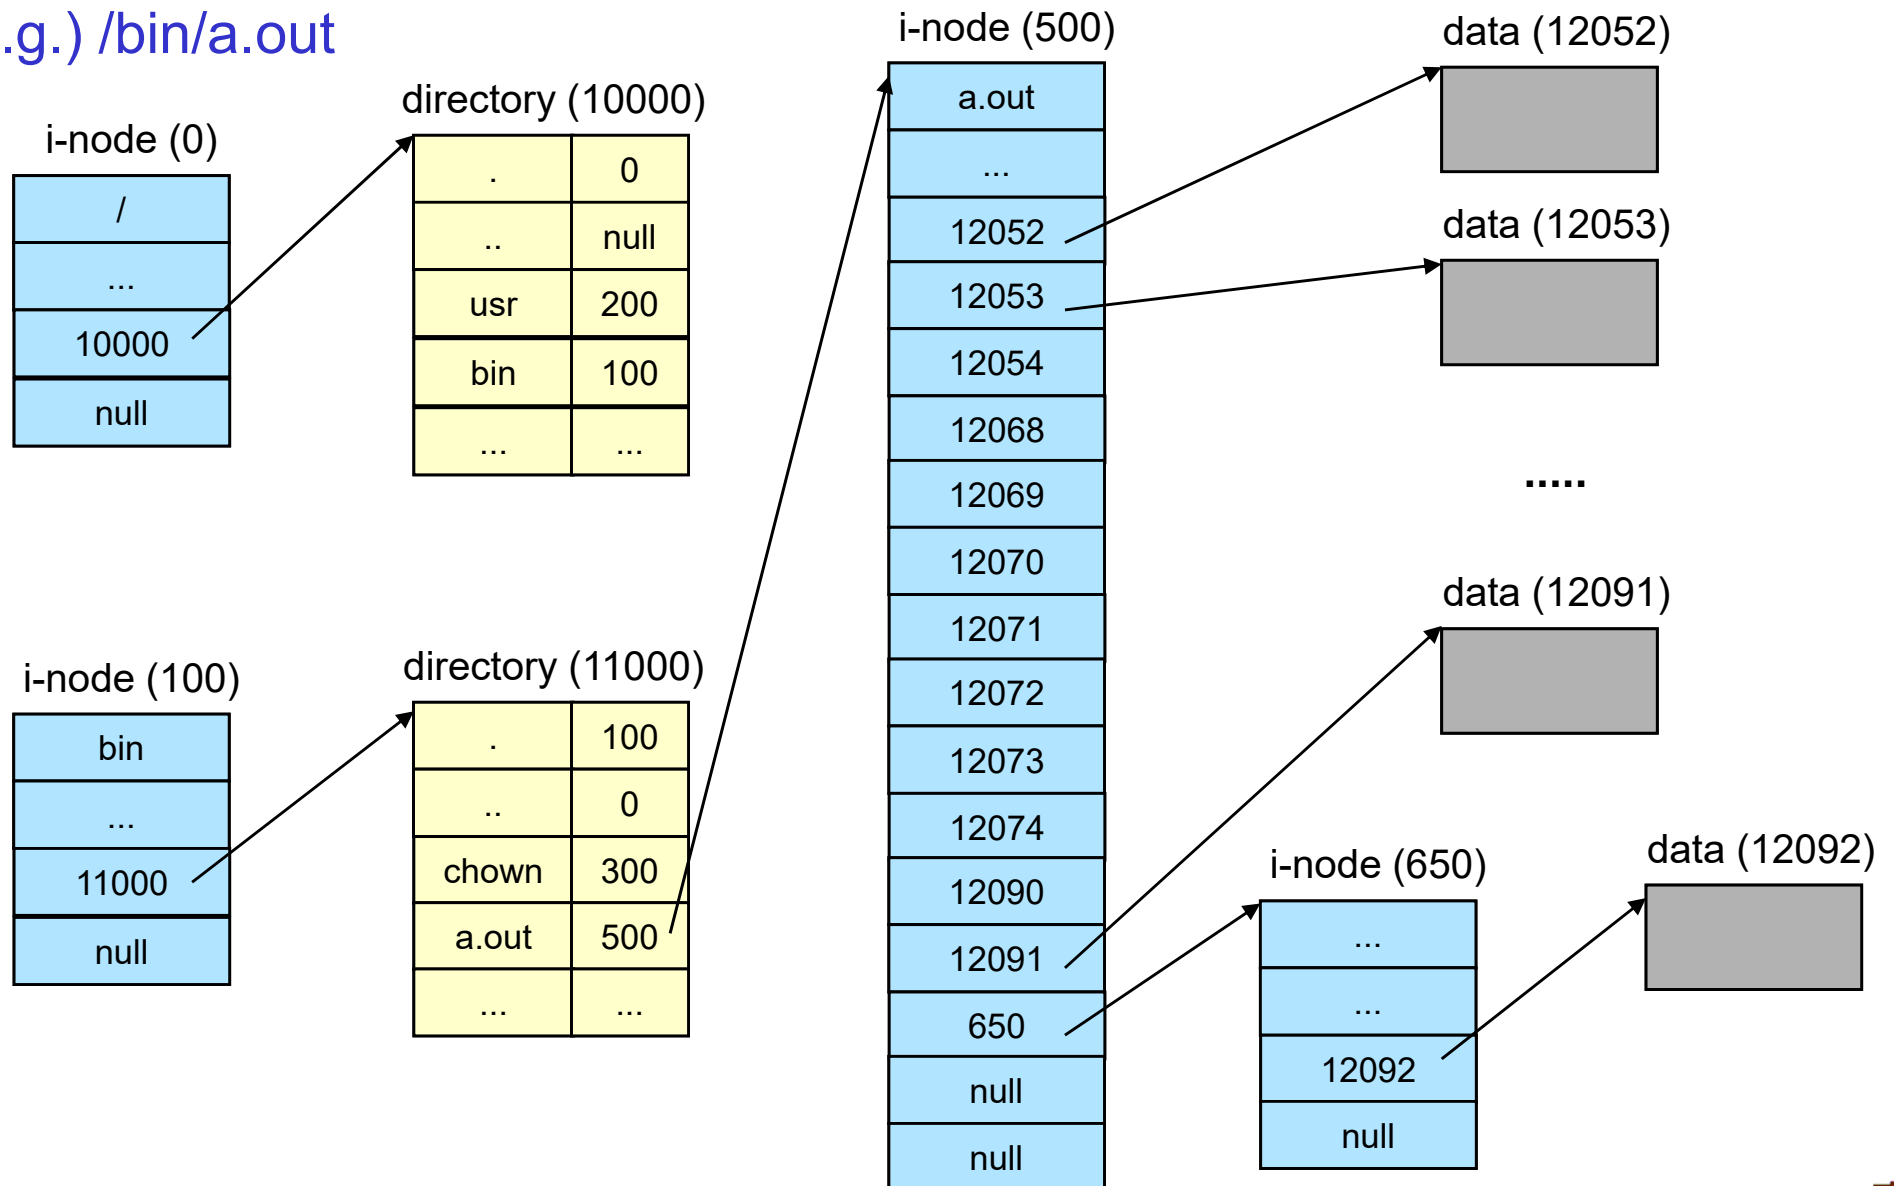 .g.) /bin/a.out
i-node (0)
/
...
10000
null
directory (10000)
. 0
.. null
usr 200
bin 100
... ...
i-node (100)
bin
...
11000
null
directory (11000)
. 100
.. 0
chown 300
a.out 500
... ...
i-node (500)
a.out
...
12052
12053
12054
12068
12069
12070
12071
12072
12073
12074
12090
12091
650
null
null
data (12052)
data (12053)
.....
data (12091)
i-node (650)
...
...
12092
null
data (12092)